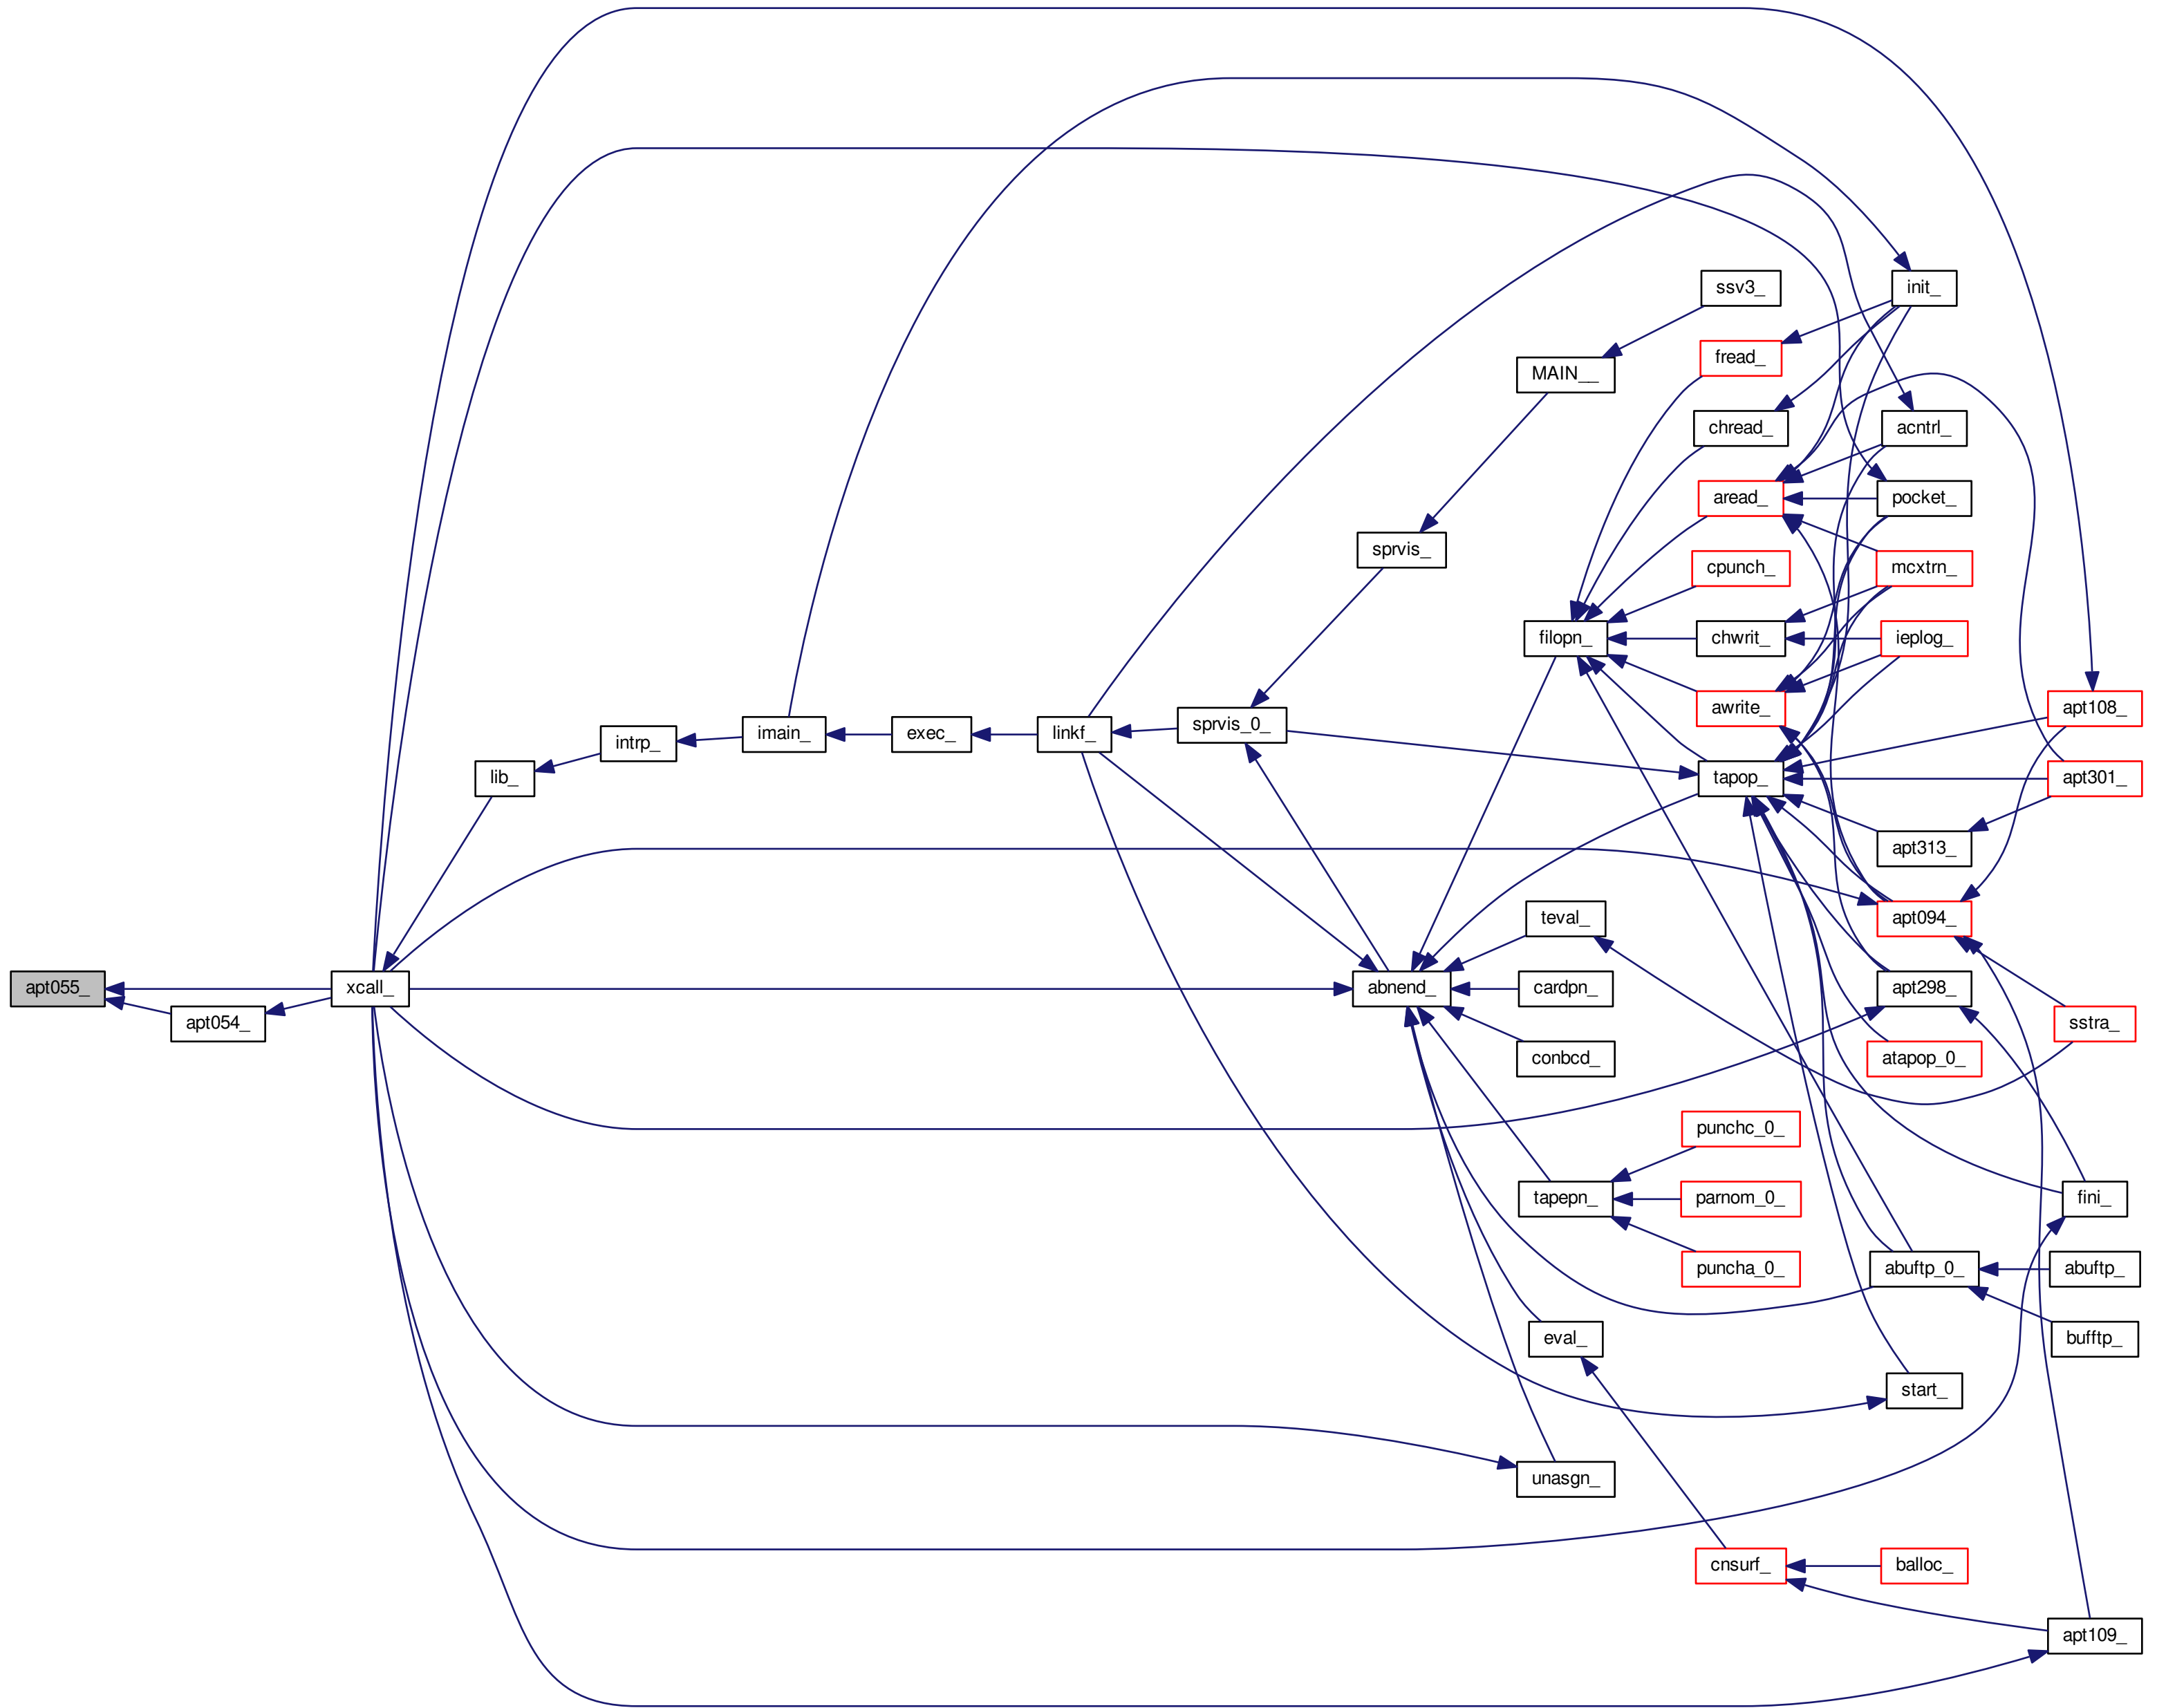 apt055_
apt054_
xcall_
lib_
intrp_
imain_
exec_
linkf_
sprvis_0_
sprvis_
MAIN__
ssv3_
abnend_
filopn_
fread_
chread_
aread_
cpunch_
chwrit_
awrite_
tapop_
teval_
cardpn_
conbcd_
tapepn_
punchc_0_
parnom_0_
puncha_0_
eval_
unasgn_
cnsurf_
init_
acntrl_
pocket_
mcxtrn_
ieplog_
apt108_
apt301_
apt313_
apt094_
apt298_
sstra_
atapop_0_
fini_
abuftp_0_
abuftp_
bufftp_
start_
balloc_
apt109_